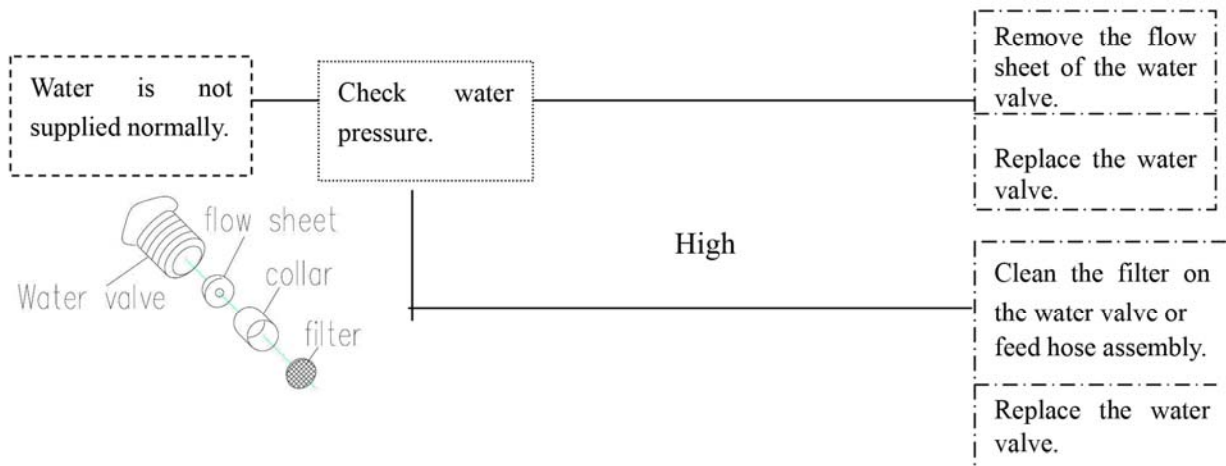 Water is not
supplied normally.
Check water
pressure.
Remove the flow
sheet of the water
valve.
Replace the water
valve.
High
Clean the filter on
the water valve or
feed hose assembly.
Replace the water
valve.
flow sheet
Water valve
collar
filter